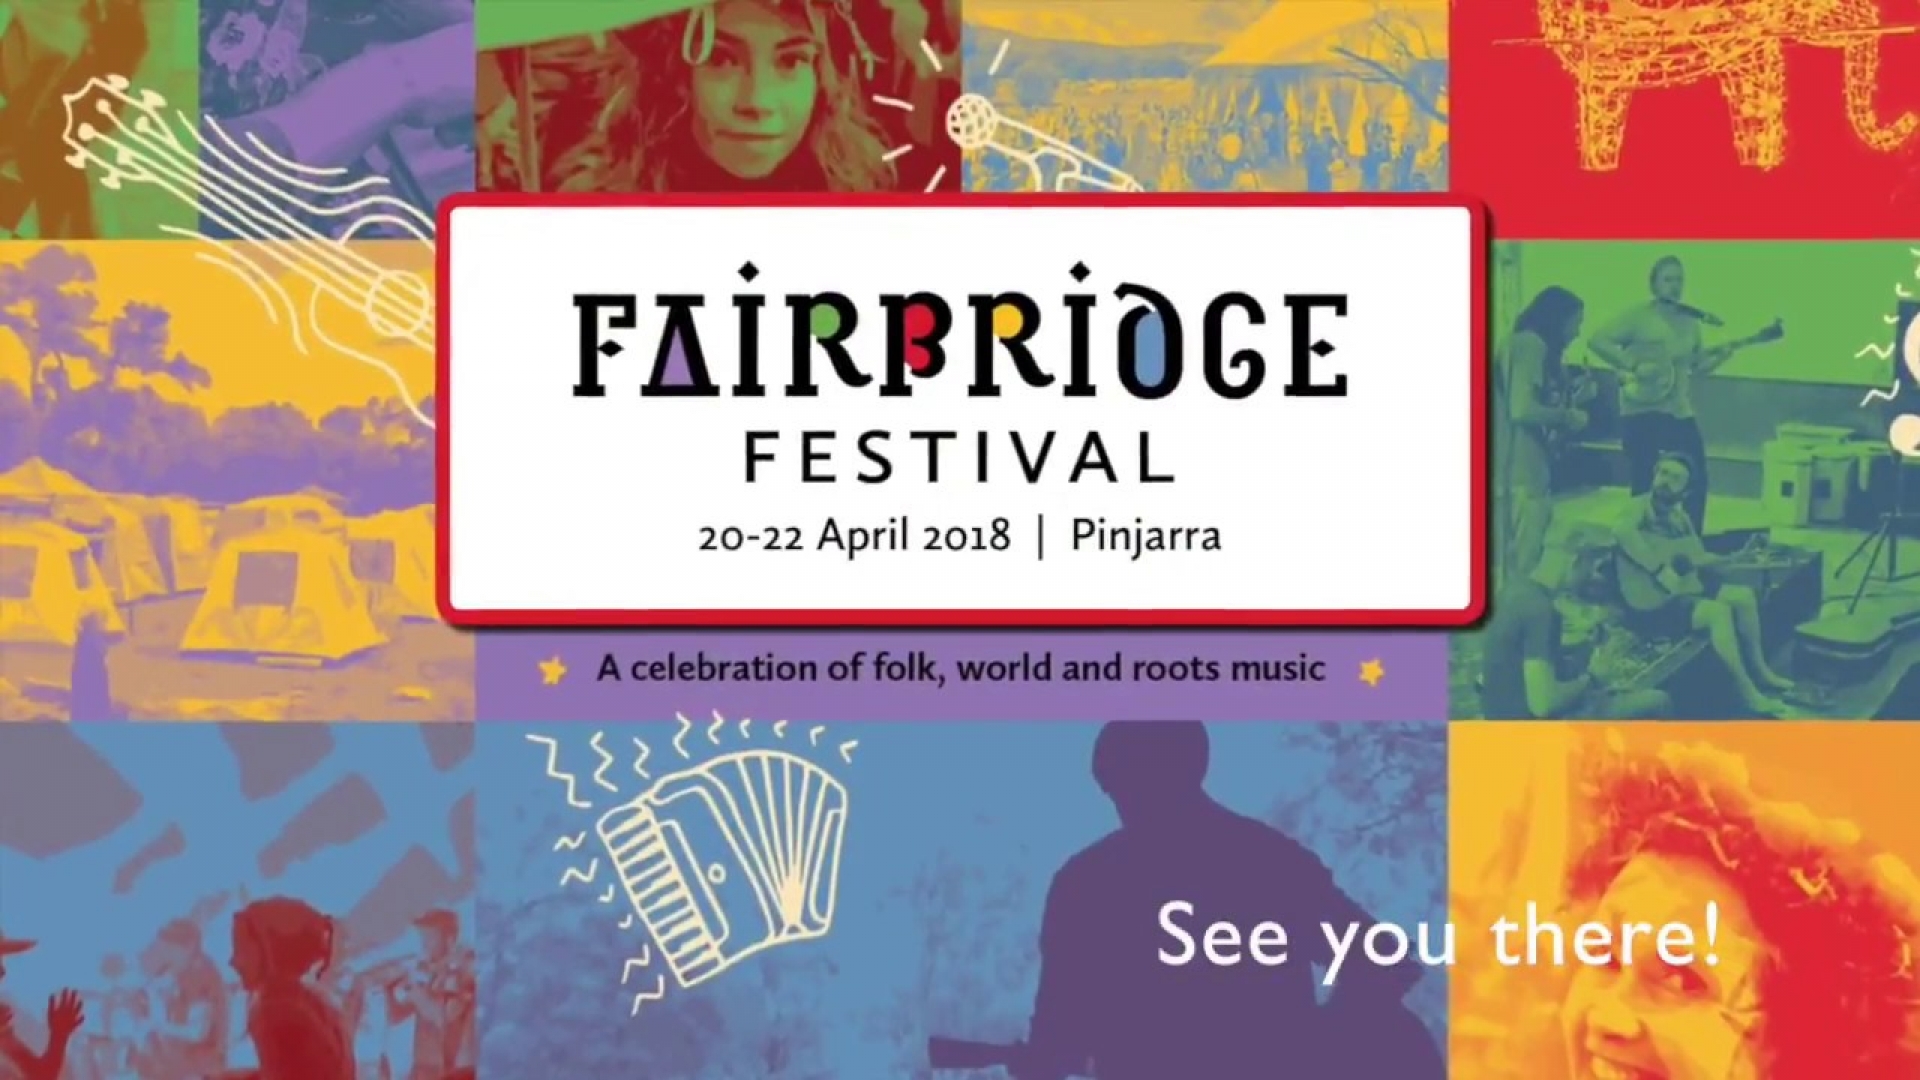 FAIRBRIDGE
FESTIVAL
20-22 April 2018 | Pinjarra
A celebration of folk, world and roots music
See you there!